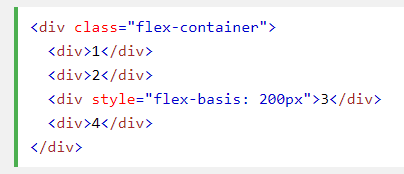 <div class="flex-container">
  <div>1</div>
  <div>2</div>
  <div style="flex-basis: 200px">3</div>
  <div>4</div>
</div>